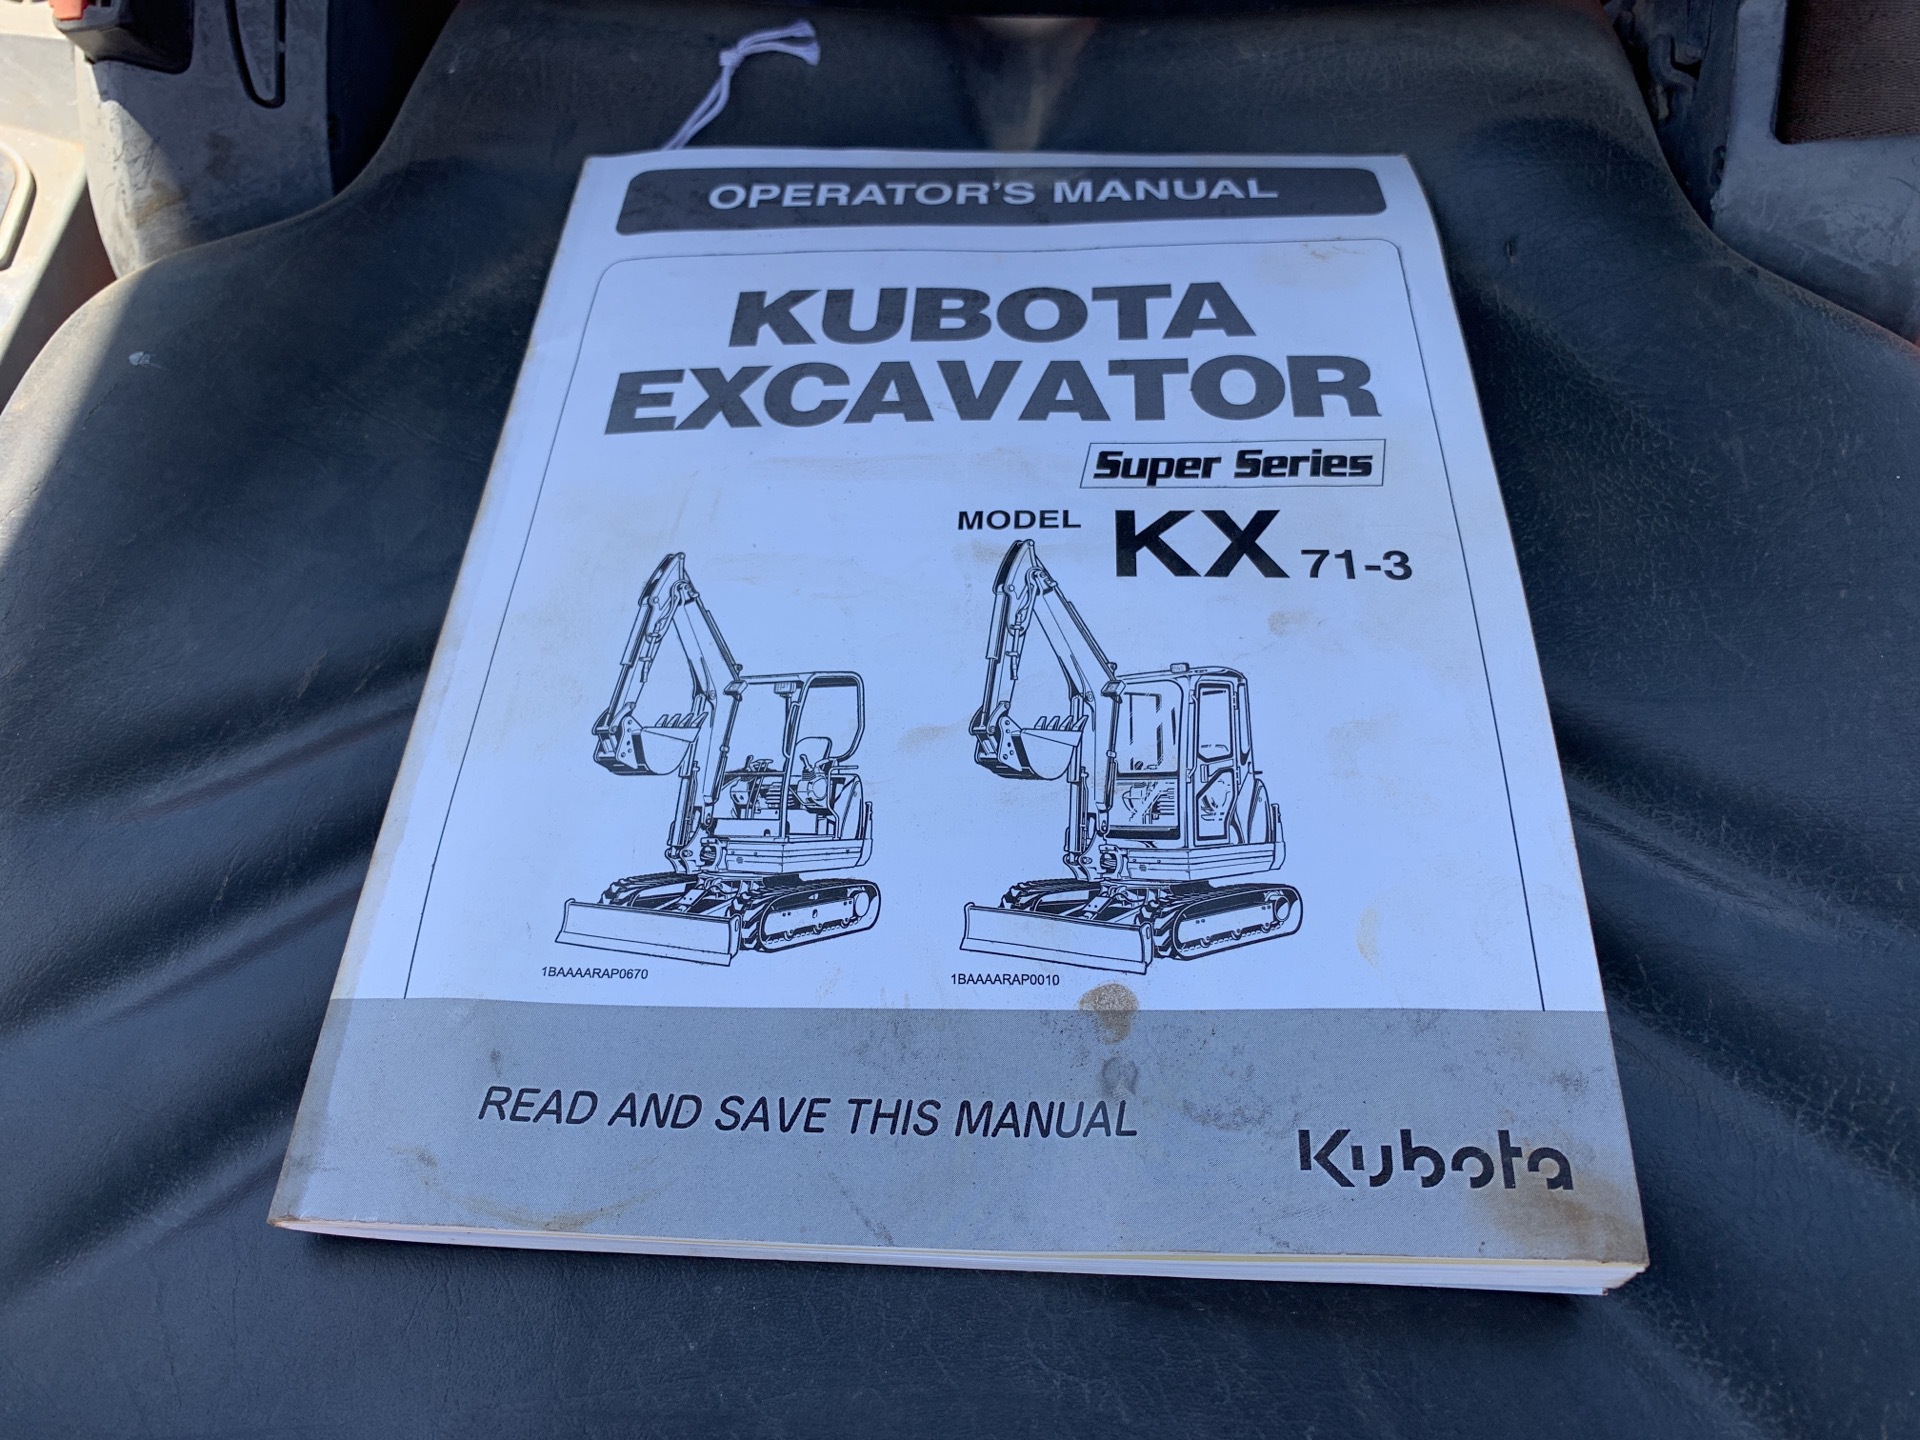 OPERATOR'S MANUAL
KUBOTA
EXCAVATOR
Super Series
MODEL KX 71-3
1BAAAARAP0670
1BAAAARAP0010
READ AND SAVE THIS MANUAL
Kubota